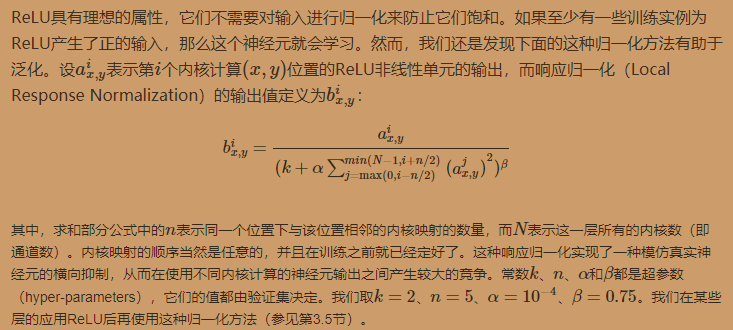 ReLU具有理想的属性，它们不需要对输入进行归一化来防止它们饱和。如果至少有一些训练实例为
ReLU产生了正的输入，那么这个神经元就会学习。然而，我们还是发现下面的这种归一化方法有助于
泛化。设$a_{x,y}^i$表示第$i$个内核计算$(x,y)$位置的ReLU非线性单元的输出，而响应归一化（Local
Response Normalization）的输出值定义为$b_{x,y}^i$：
$b_{x,y}^i = \frac{a_{x,y}^i}{(k+\alpha\sum_{j=\max(0,i-n/2)}^{min(N-1,i+n/2)}(a_{x,y}^j)^2)^\beta}$
其中，求和部分公式中的$n$表示同一个位置下与该位置相邻的内核映射的数量，而$N$表示这一层所有的内核数（即
通道数）。内核映射的顺序当然是任意的，并且在训练之前就已经定好了。这种响应归一化实现了一种模仿真实神
经元的横向抑制，从而在使用不同内核计算的神经元输出之间产生较大的竞争。常数$k$、$n$、$\alpha$和$\beta$都是超参数
（hyper-parameters），它们的值都由验证集决定。我们取$k=2$、$n=5$、$\alpha=10^{-4}$、$\beta=0.75$。我们在某些
层的应用ReLU后再使用这种归一化方法（参见第3.5节）。